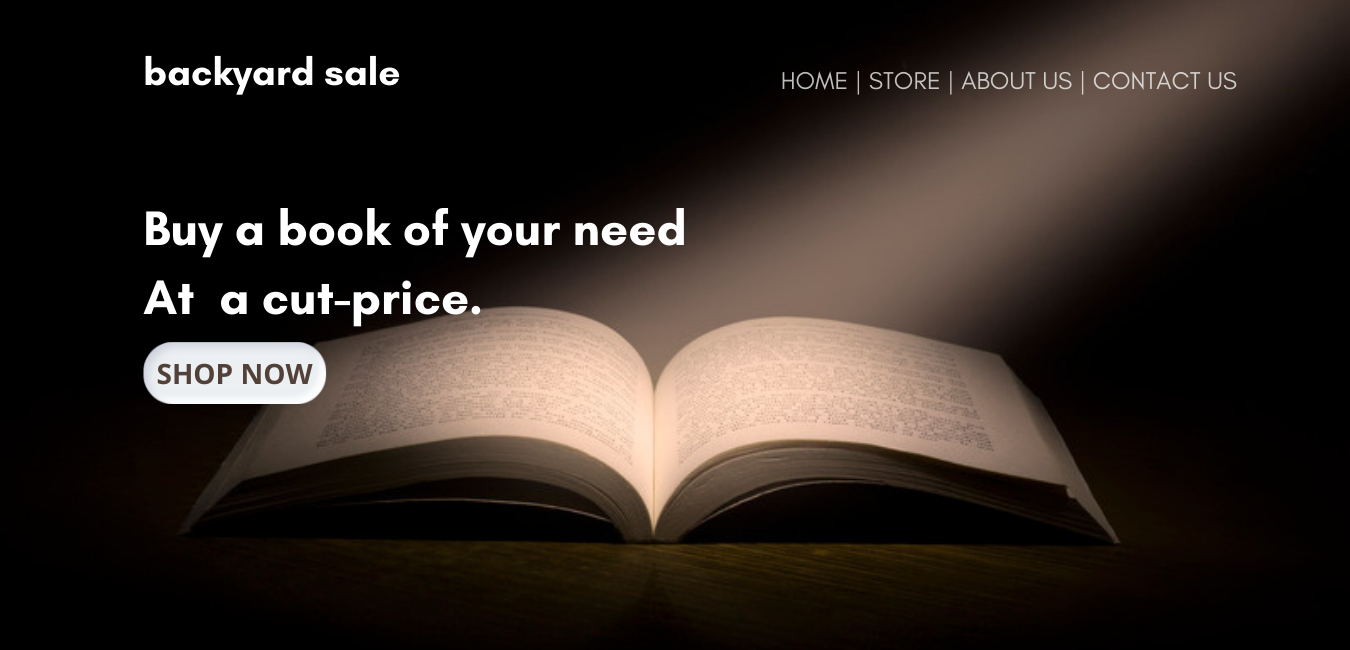 backyard sale
HOME | STORE | ABOUT US | CONTACT US
Buy a book of your need
At  a cut-price.
SHOP NOW